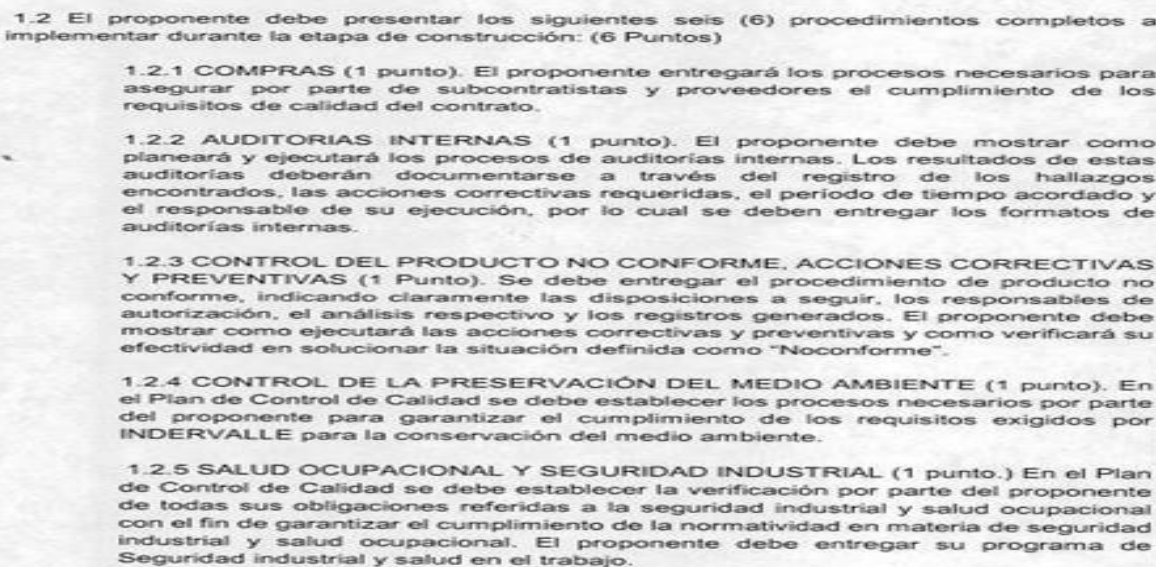 1.2 El proponente debe presentar los siguientes seis (6) procedimientos completos a
implementar durante la etapa de construcción: (6 Puntos)
1.2.1 COMPRAS (1 punto). El proponente entregará los procesos necesarios para
asegurar por parte de subcontratistas y proveedores el cumplimiento de los
requisitos de calidad del contrato.
1.2.2 AUDITORIAS INTERNAS (1 punto). El proponente debe mostrar como
planeará y ejecutará los procesos de auditorías internas. Los resultados de estas
auditorías deberán documentarse a través del registro de los hallazgos
encontrados, las acciones correctivas requeridas, el período de tiempo acordado y
el responsable de su ejecución, por lo cual se deben entregar los formatos de
auditorías internas.
1.2.3 CONTROL DEL PRODUCTO NO CONFORME, ACCIONES CORRECTIVAS
Y PREVENTIVAS (1 Punto). Se debe entregar el procedimiento de producto no
conforme, indicando claramente las disposiciones a seguir, los responsables de
autorización, el análisis respectivo y los registros generados. El proponente debe
mostrar como ejecutará las acciones correctivas y preventivas y como verificará su
efectividad en solucionar la situación definida como "Noconforme".
1.2.4 CONTROL DE LA PRESERVACIÓN DEL MEDIO AMBIENTE (1 punto). En
el Plan de Control de Calidad se debe establecer los procesos necesarios por parte
del proponente para garantizar el cumplimiento de los requisitos exigidos por
INDERVALLE para la conservación del medio ambiente.
1.2.5 SALUD OCUPACIONAL Y SEGURIDAD INDUSTRIAL (1 punto.) En el Plan
de Control de Calidad se debe establecer la verificación por parte del proponente
de todas sus obligaciones referidas a la seguridad industrial y salud ocupacional
con el fin de garantizar el cumplimiento de la normatividad en materia de seguridad
industrial y salud ocupacional. El proponente debe entregar su programa de
Seguridad industrial y salud en el trabajo.